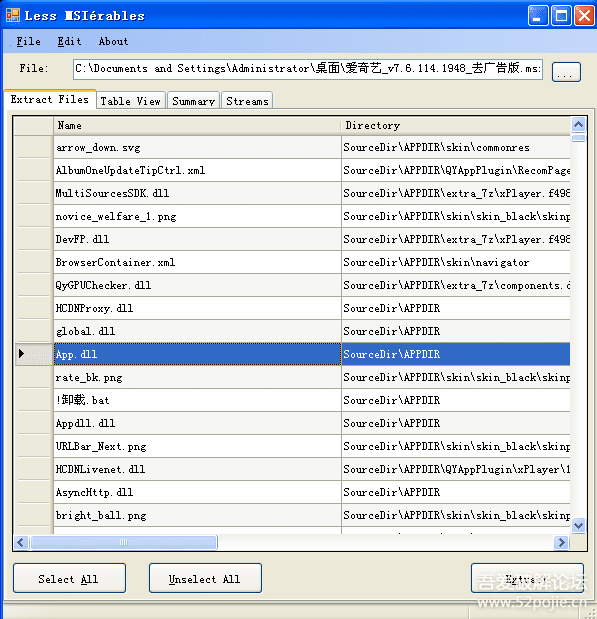 Less MSIérables
File Edit About
File: C:\Documents and Settings\Administrator\桌面\爱奇艺_v7.6.114.1948_去广告版.ms: ...
Extract Files Table View Summary Streams
Name Directory
arrow_down.svg SourceDir\APPDIR\skin\commonres
AlbumOneUpdateTipCtrl.xml SourceDir\APPDIR\QYAppPlugin\RecomPage
MultiSourcesSDK.dll SourceDir\APPDIR\extra_7z\xPlayer.f498
novice_welfare_1.png SourceDir\APPDIR\skin\skin_black\skinp
DevFP.dll SourceDir\APPDIR\extra_7z\xPlayer.f498
BrowserContainer.xml SourceDir\APPDIR\skin\navigator
QyGPUChecker.dll SourceDir\APPDIR\extra_7z\components.d
HCDNProxy.dll SourceDir\APPDIR
global.dll SourceDir\APPDIR
App.dll SourceDir\APPDIR
rate_bk.png SourceDir\APPDIR\skin\skin_black\skinp
!卸载.bat SourceDir\APPDIR
Appdll.dll SourceDir\APPDIR
URLBar_Next.png SourceDir\APPDIR\skin\skin_black\skinp
HCDNLivenet.dll SourceDir\APPDIR\QYAppPlugin\xPlayer\1
AsyncHttp.dll SourceDir\APPDIR
bright_ball.png SourceDir\APPDIR\skin\skin_black\skinp
Select All Unselect All Extract
吾爱破解论坛
www.52pojie.cn